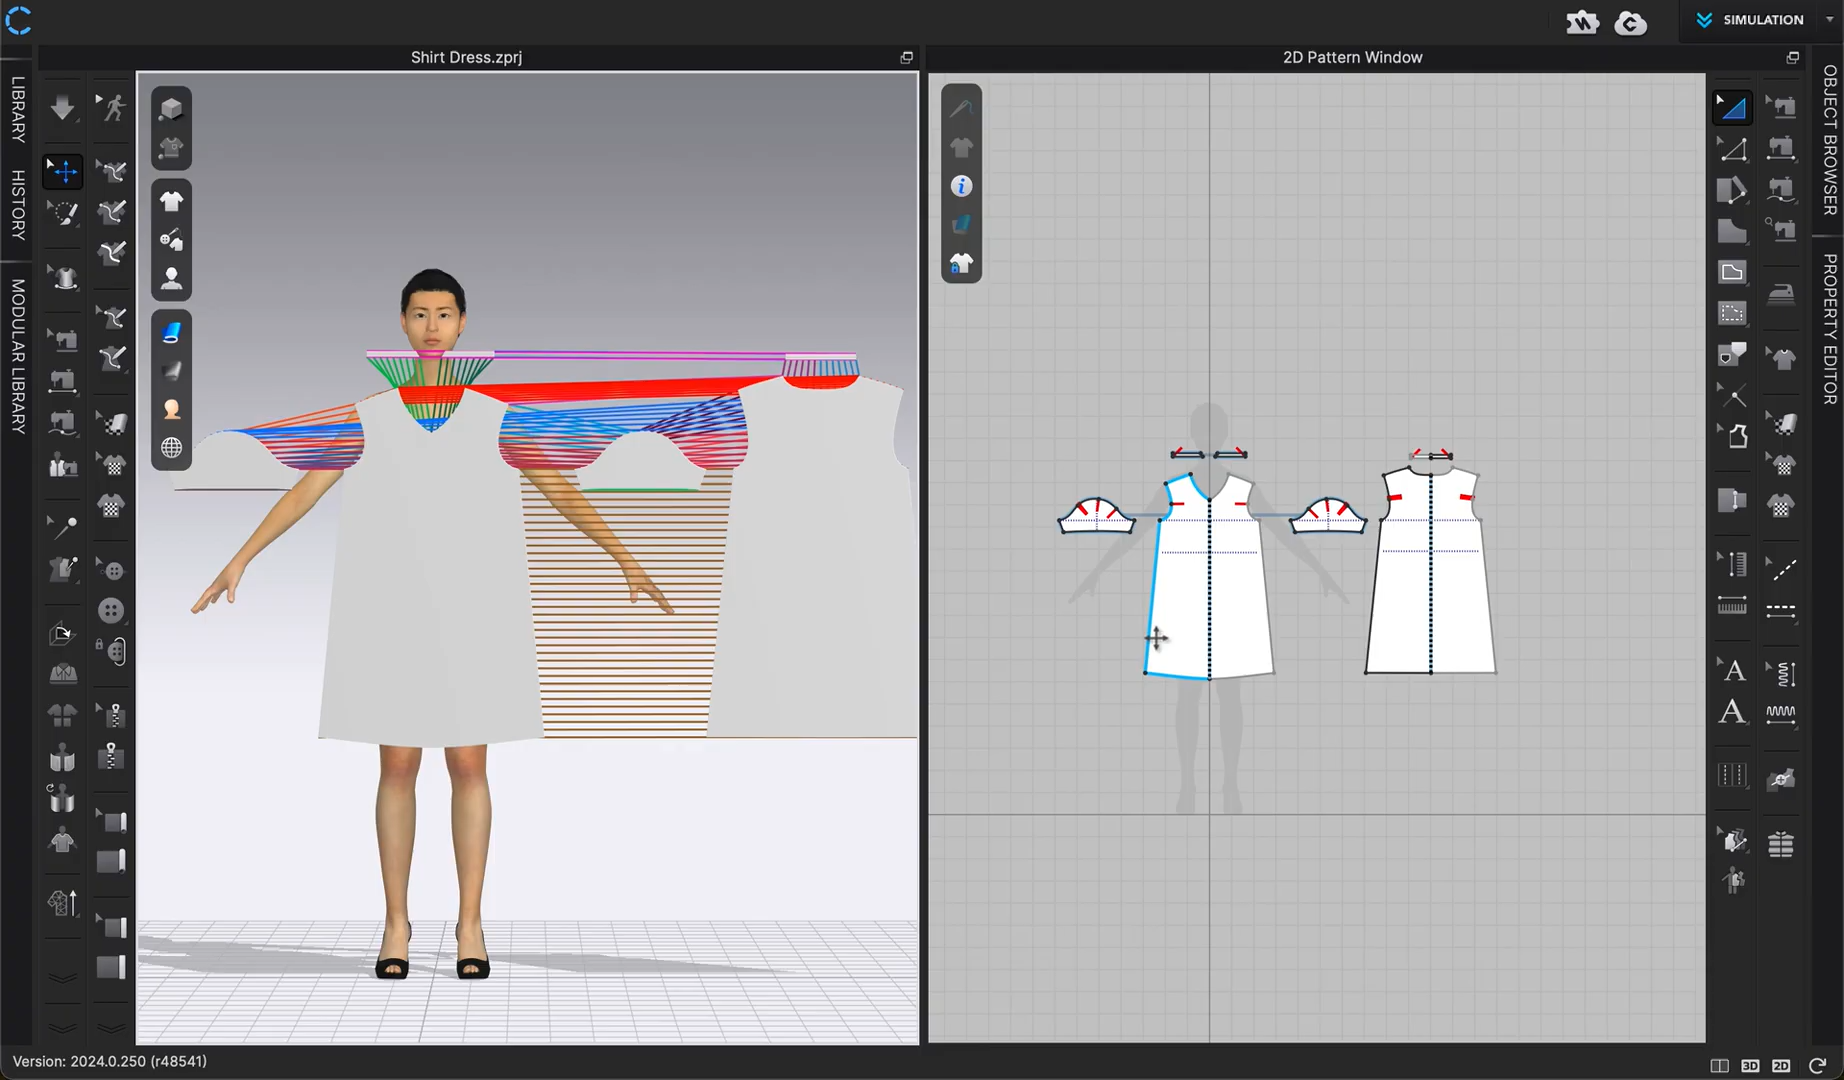 SIMULATION
Shirt Dress.zprj
2D Pattern Window
LIBRARY
HISTORY
MODULAR LIBRARY
OBJECT BROWSER
PROPERTY EDITOR
A
A
Version: 2024.0.250 (r48541)
3D
2D